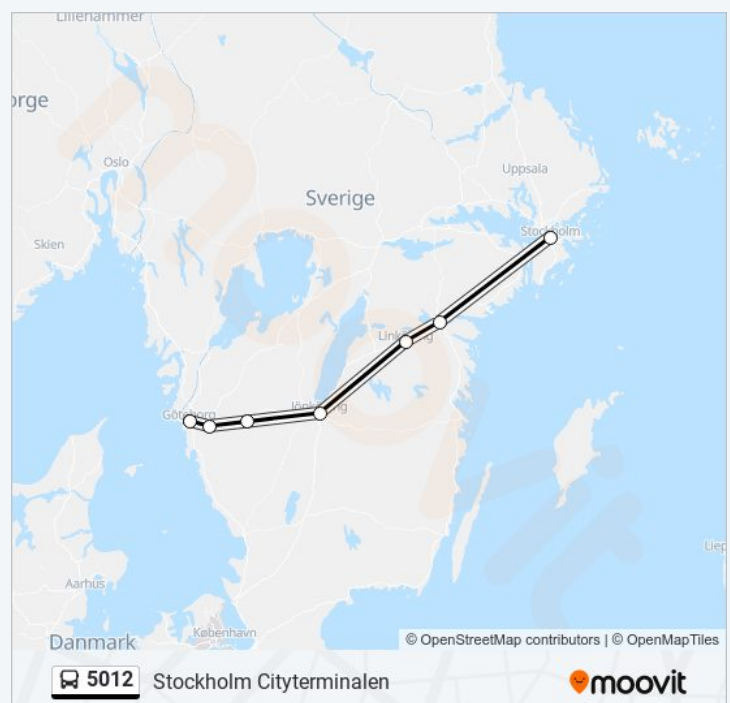 Lillehammer
orge
Oslo
Uppsala
Sverige
Skien
Stockholm
Linköping
Jönköping
Göteborg
Liep
Aarhus
København
Danmark
© OpenStreetMap contributors | © OpenMapTiles
5012 Stockholm Cityterminalen
moovit